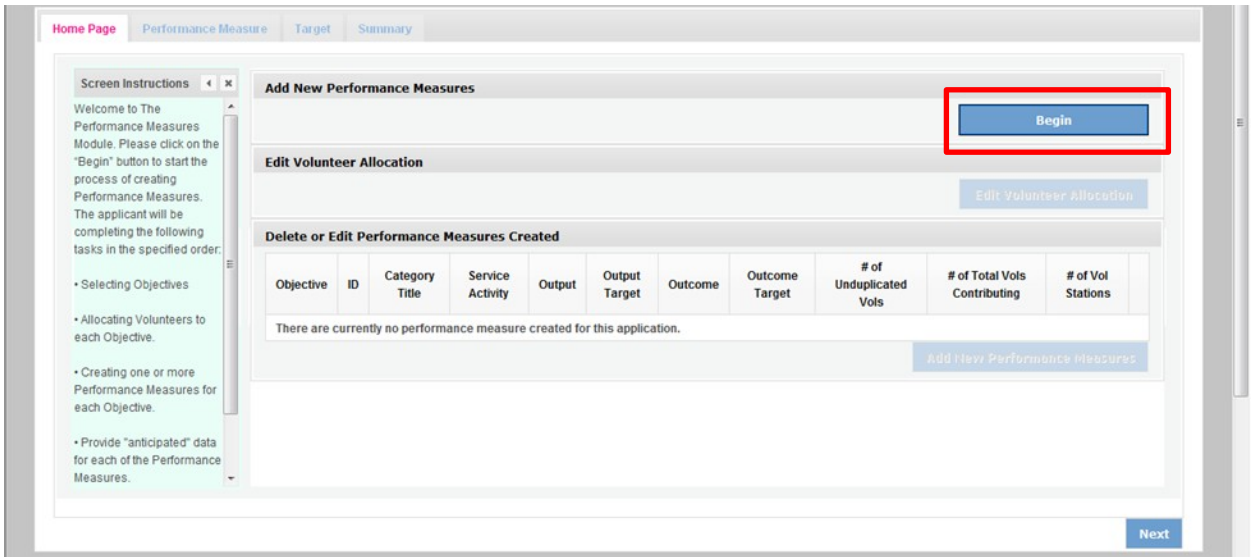 Home Page Performance Measure Target Summary
Screen Instructions
Welcome to The
Performance Measures
Module. Please click on the
"Begin" button to start the
process of creating
Performance Measures.
The applicant will be
completing the following
tasks in the specified order:
• Selecting Objectives
• Allocating Volunteers to
each Objective.
• Creating one or more
Performance Measures for
each Objective.
• Provide "anticipated" data
for each of the Performance
Measures.
Add New Performance Measures
Begin
Edit Volunteer Allocation
Edit Volunteer Allocation
Delete or Edit Performance Measures Created
Objective ID Category Title Service Activity Output Output Target Outcome Outcome Target # of Unduplicated Vols # of Total Vols Contributing # of Vol Stations
There are currently no performance measure created for this application.
Add New Performance Measures
Next